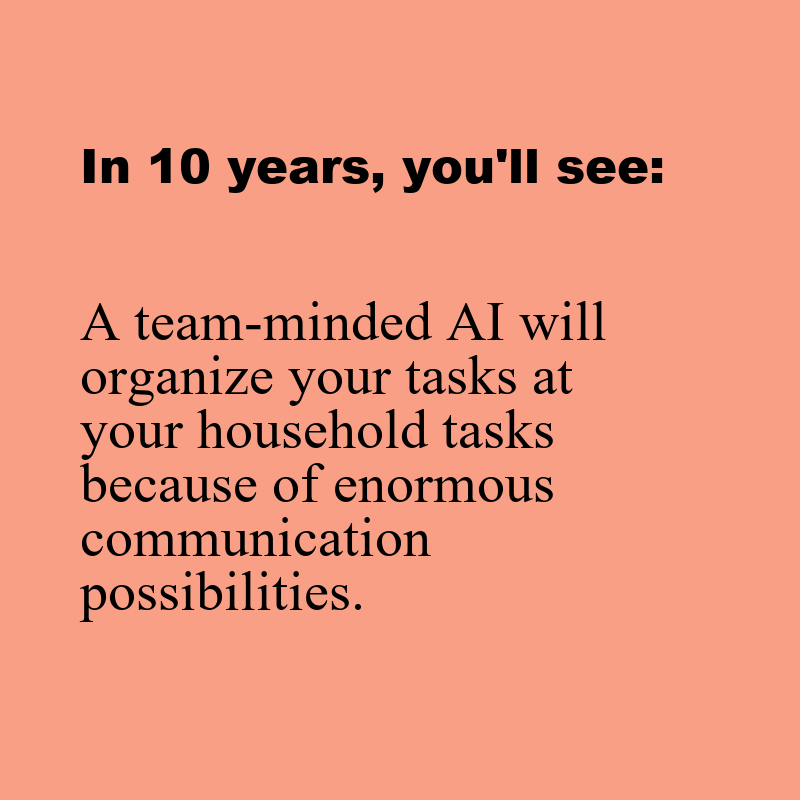 In 10 years, you'll see:
A team-minded AI will
organize your tasks at
your household tasks
because of enormous
communication
possibilities.